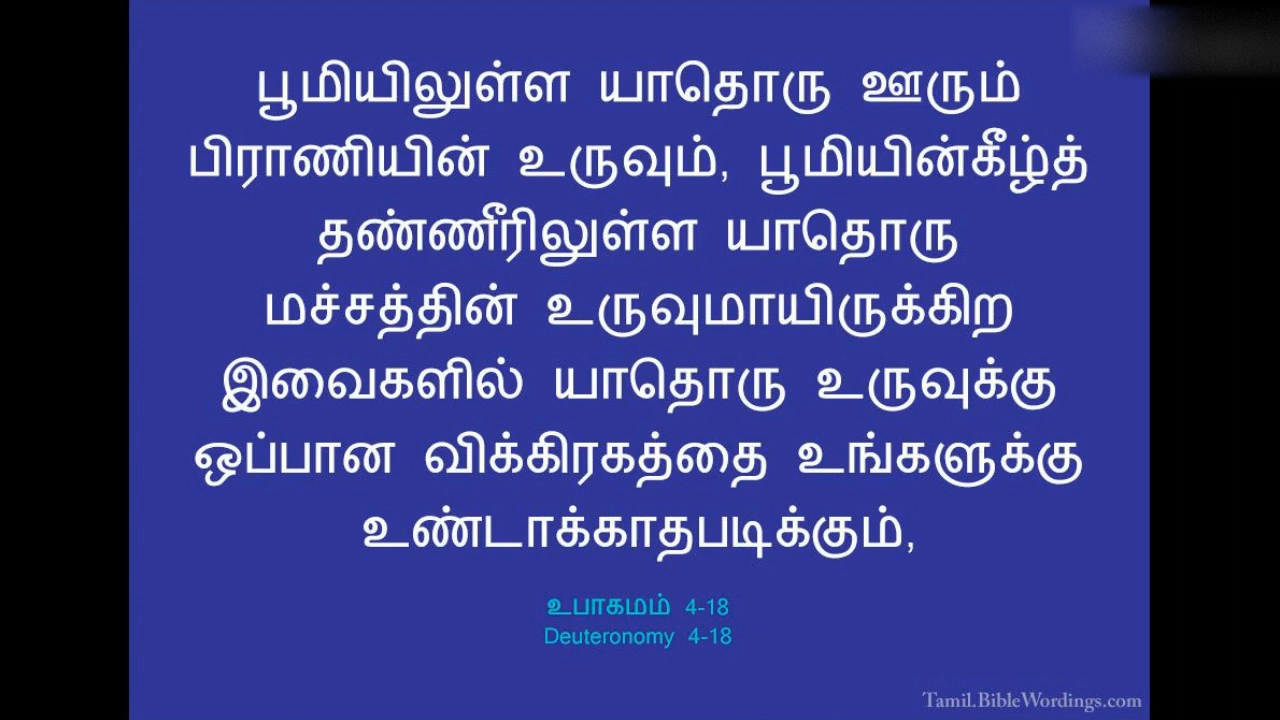 பூமியிலுள்ள யாதொரு ஊரும்
பிராணியின் உருவும், பூமியின்கீழ்த்
தண்ணீரிலுள்ள யாதொரு
மச்சத்தின் உருவுமாயிருக்கிற
இவைகளில் யாதொரு உருவுக்கு
ஒப்பான விக்கிரகத்தை உங்களுக்கு
உண்டாக்காதபடிக்கும்,
உபாகமம் 4-18
Deuteronomy 4-18
Tamil.BibleWordings.com